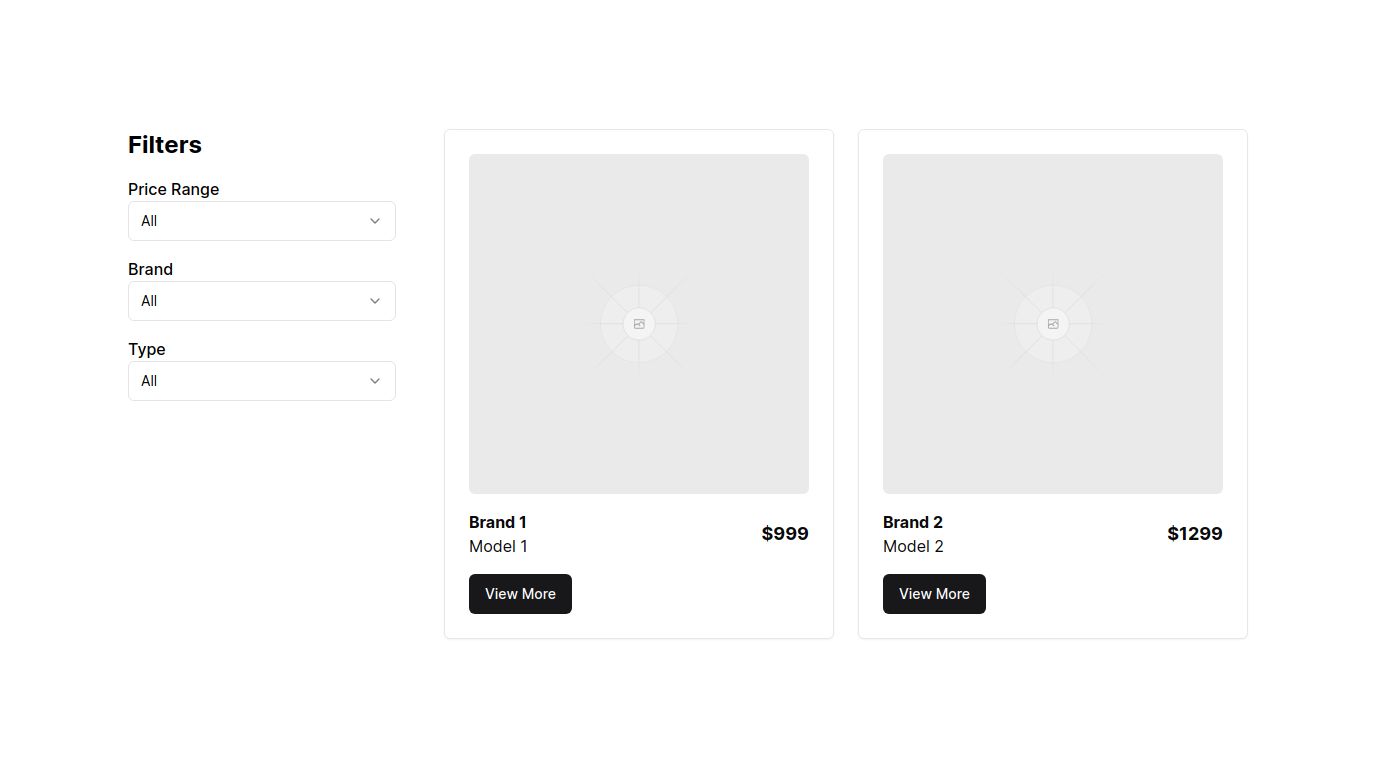 Filters
Price Range
All
Brand
All
Type
All
Brand 1
Model 1
$999
View More
Brand 2
Model 2
$1299
View More